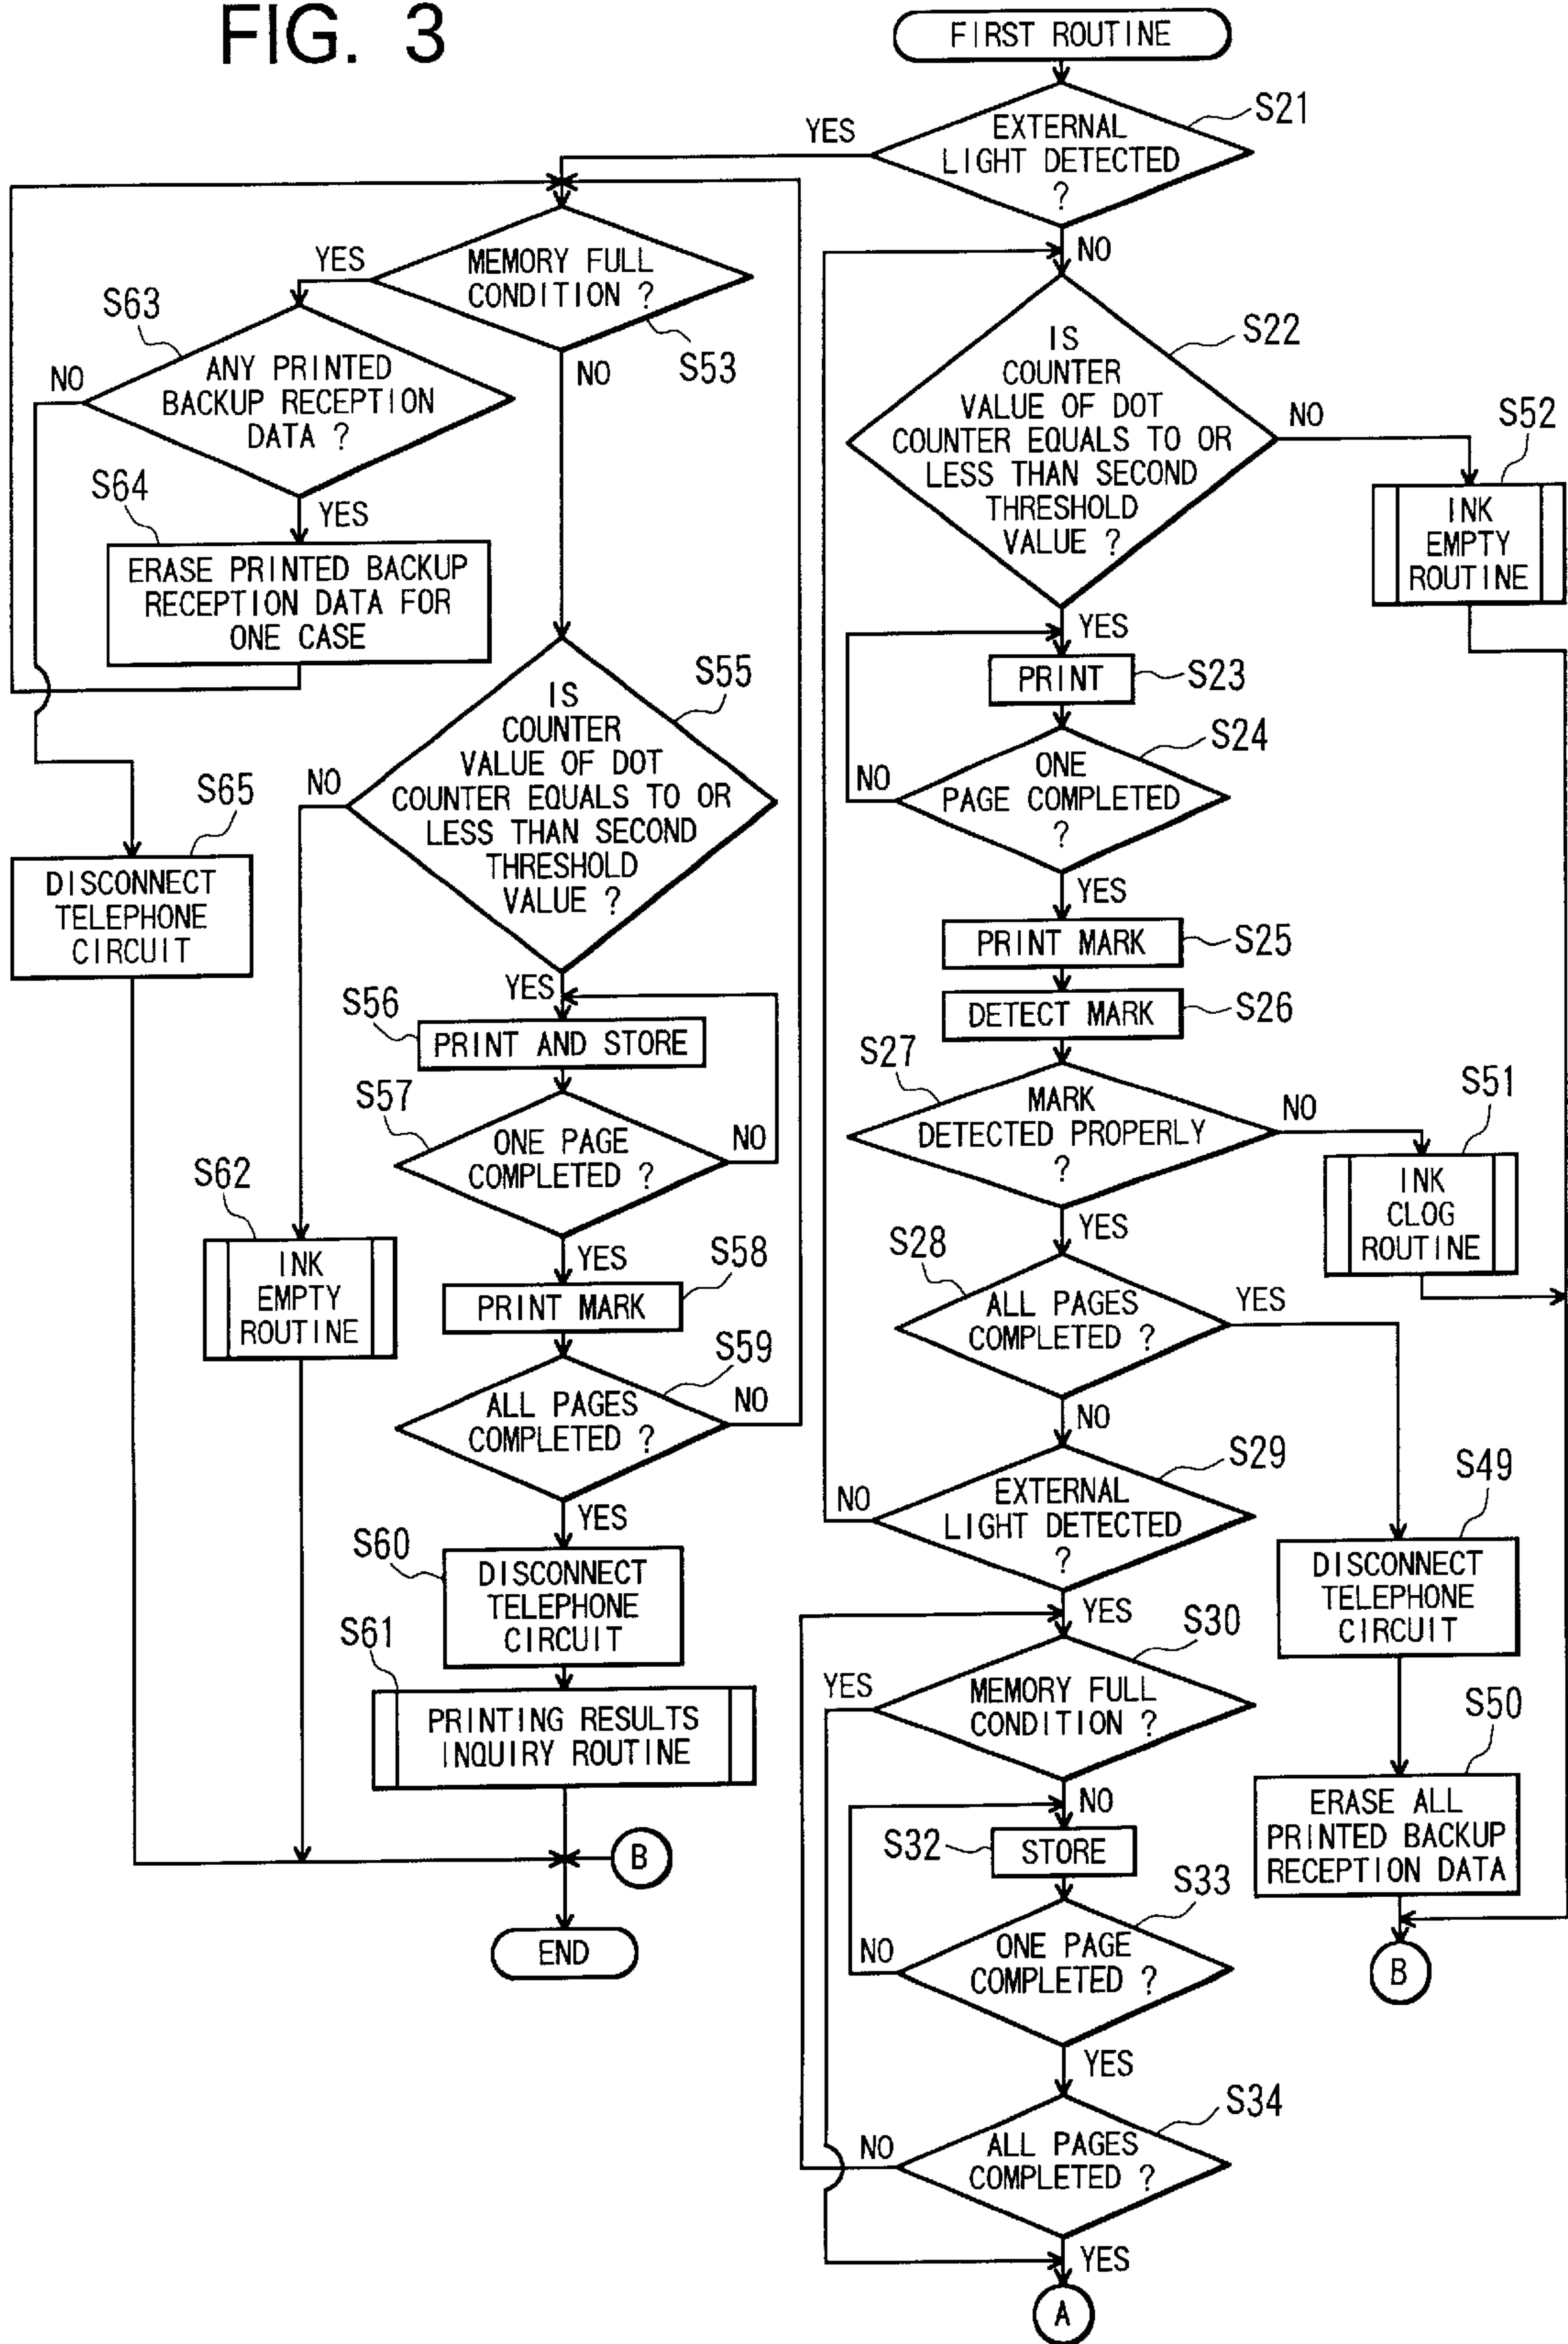 FIG. 3
FIRST ROUTINE
S21
EXTERNAL
LIGHT DETECTED
?
YES
NO
MEMORY FULL
CONDITION ?
S53
YES
NO
S63
ANY PRINTED
BACKUP RECEPTION
DATA ?
NO
YES
S64
ERASE PRINTED BACKUP
RECEPTION DATA FOR
ONE CASE
S65
DISCONNECT
TELEPHONE
CIRCUIT
S55
IS
COUNTER
VALUE OF DOT
COUNTER EQUALS TO OR
LESS THAN SECOND
THRESHOLD
VALUE ?
NO
YES
S56
PRINT AND STORE
S57
ONE PAGE
COMPLETED ?
NO
YES
S62
INK
EMPTY
ROUTINE
S58
PRINT MARK
S59
ALL PAGES
COMPLETED ?
NO
YES
S60
DISCONNECT
TELEPHONE
CIRCUIT
S61
PRINTING RESULTS
INQUIRY ROUTINE
B
END
S22
IS
COUNTER
VALUE OF DOT
COUNTER EQUALS TO OR
LESS THAN SECOND
THRESHOLD
VALUE ?
NO
YES
S52
INK
EMPTY
ROUTINE
PRINT
S23
S24
ONE
PAGE COMPLETED
?
NO
YES
PRINT MARK
S25
DETECT MARK
S26
S27
MARK
DETECTED PROPERLY
?
NO
YES
S51
INK
CLOG
ROUTINE
S28
ALL PAGES
COMPLETED ?
YES
NO
S29
EXTERNAL
LIGHT DETECTED
?
NO
YES
S49
DISCONNECT
TELEPHONE
CIRCUIT
S50
ERASE ALL
PRINTED BACKUP
RECEPTION DATA
B
S30
MEMORY FULL
CONDITION ?
YES
NO
S32
STORE
S33
ONE PAGE
COMPLETED ?
NO
YES
S34
ALL PAGES
COMPLETED ?
NO
YES
A